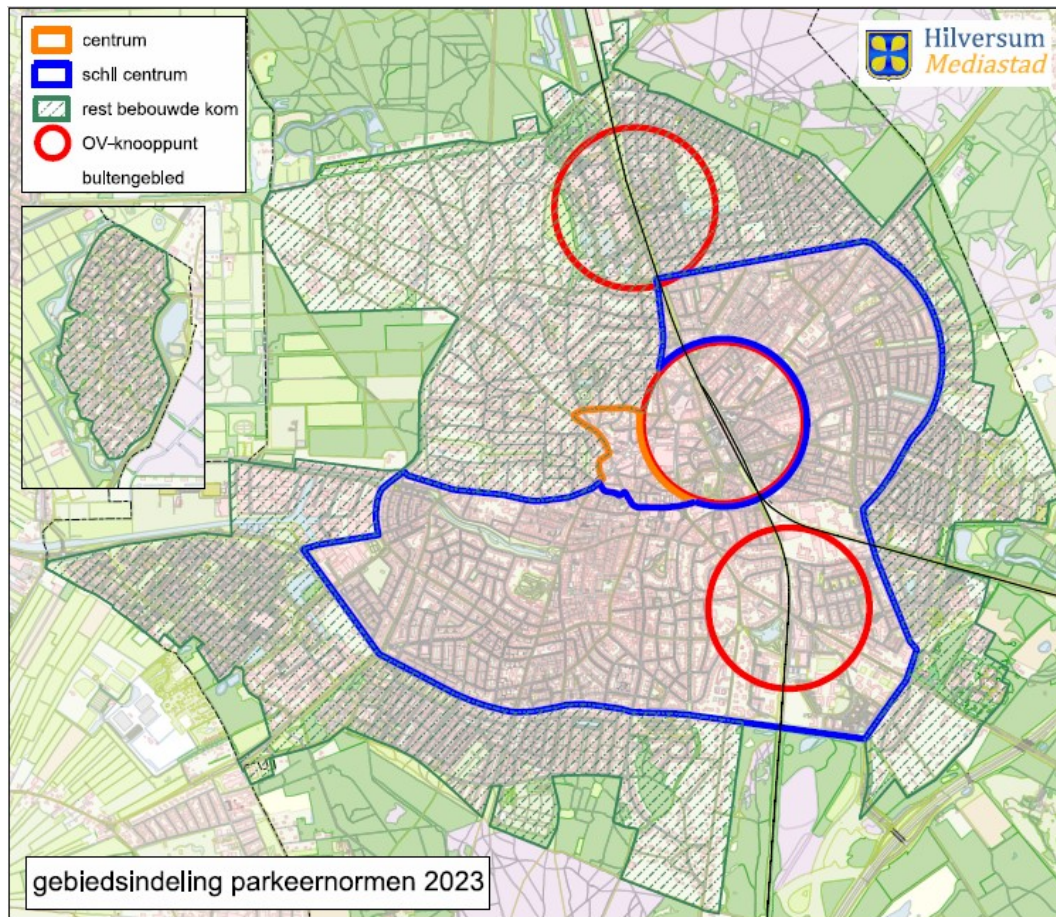 centrum
schil centrum
rest bebouwde kom
OV-knooppunt
buitengebied
Hilversum
Mediastad
gebiedsindeling parkeernormen 2023